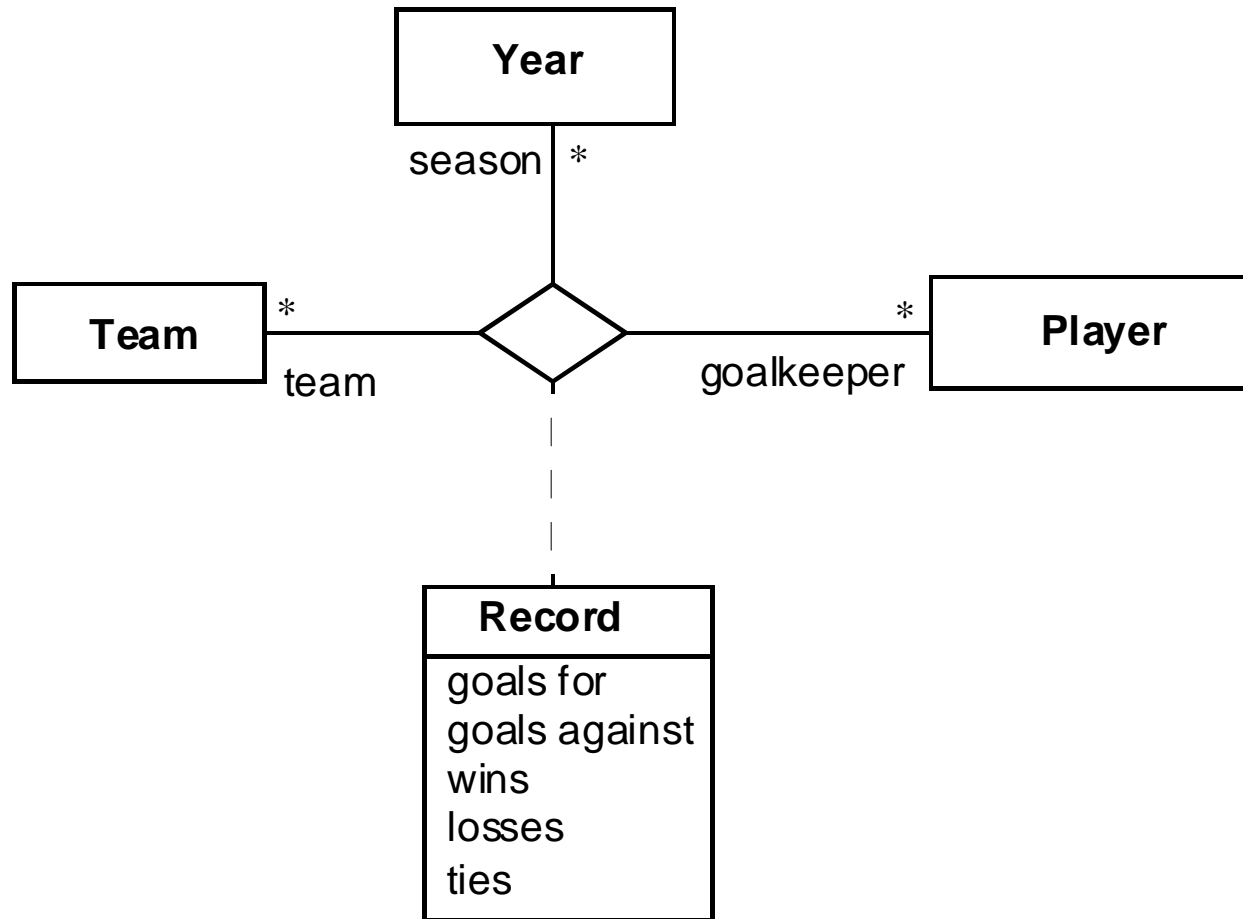 Year
season *
* *
Team Player
team goalkeeper
Record
goals for
goals against
wins
losses
ties